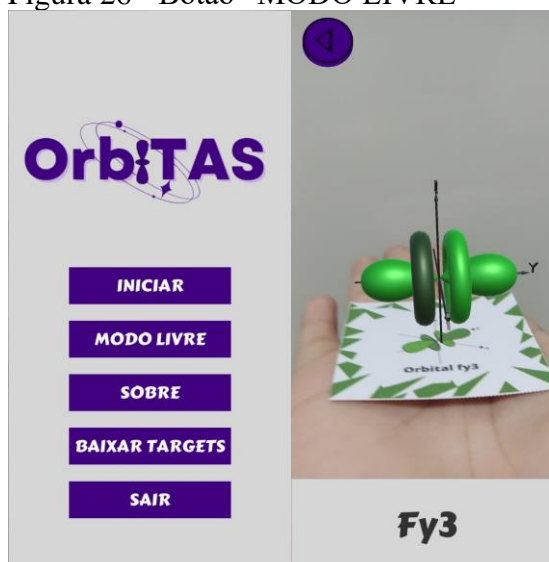 Figura 26 - Botão "MODO LIVRE"
OrbiTAS
INICIAR
MODO LIVRE
SOBRE
BAIXAR TARGETS
SAIR
Y
Orbital fy3
Fy3